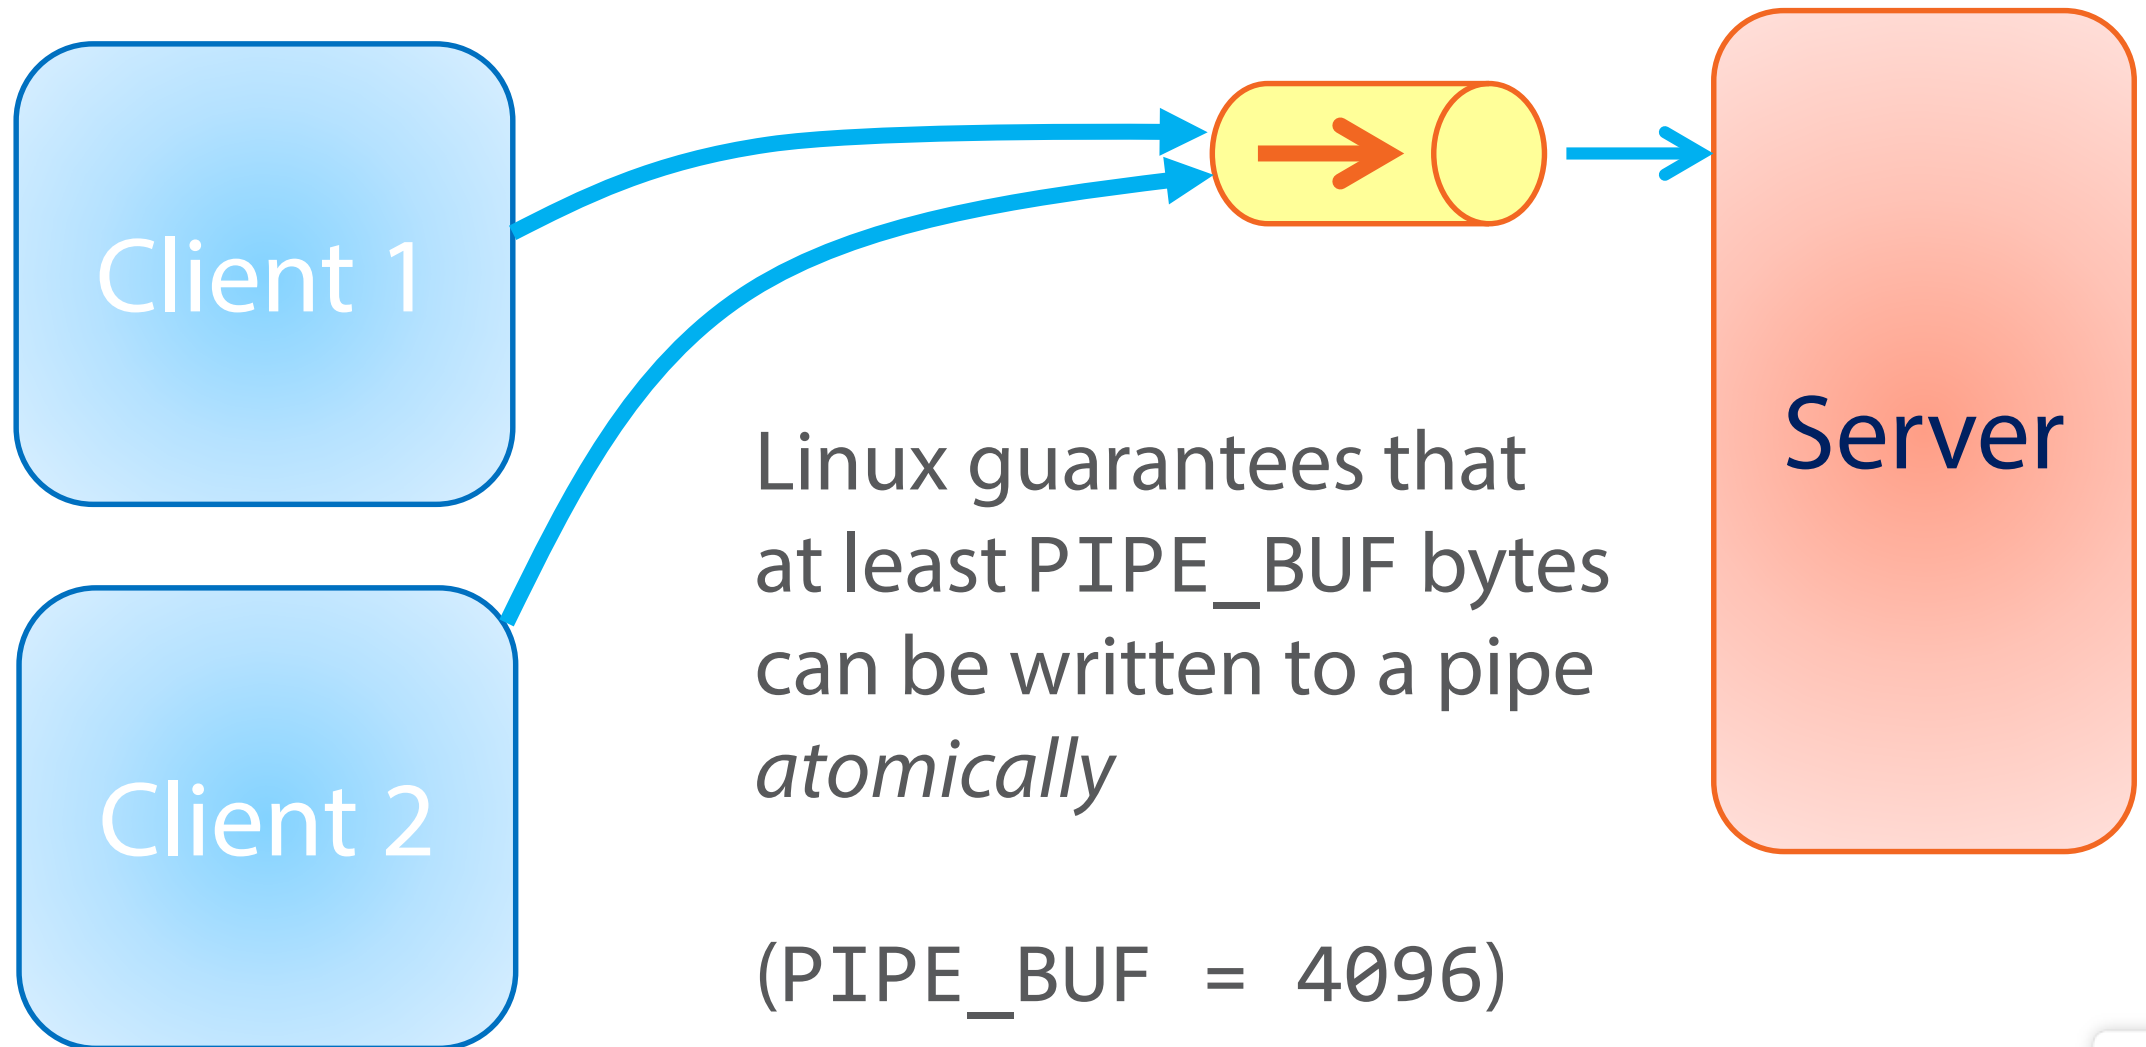 Client 1
Client 2
Linux guarantees that
at least PIPE_BUF bytes
can be written to a pipe
atomically
(PIPE_BUF = 4096)
Server